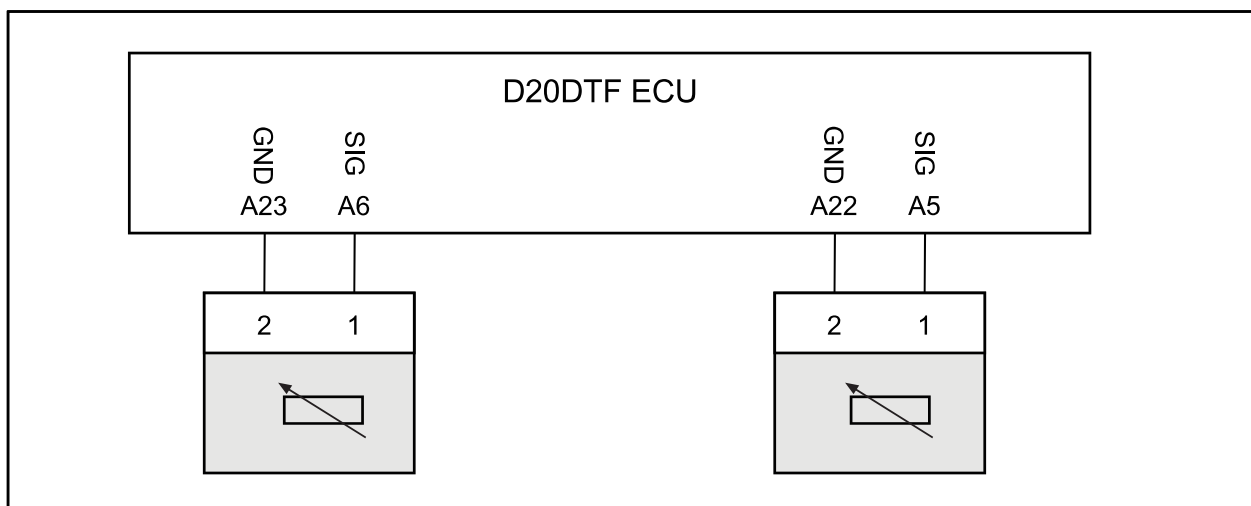 D20DTF ECU
GND SIG GND SIG
A23 A6 A22 A5
2 1 2 1